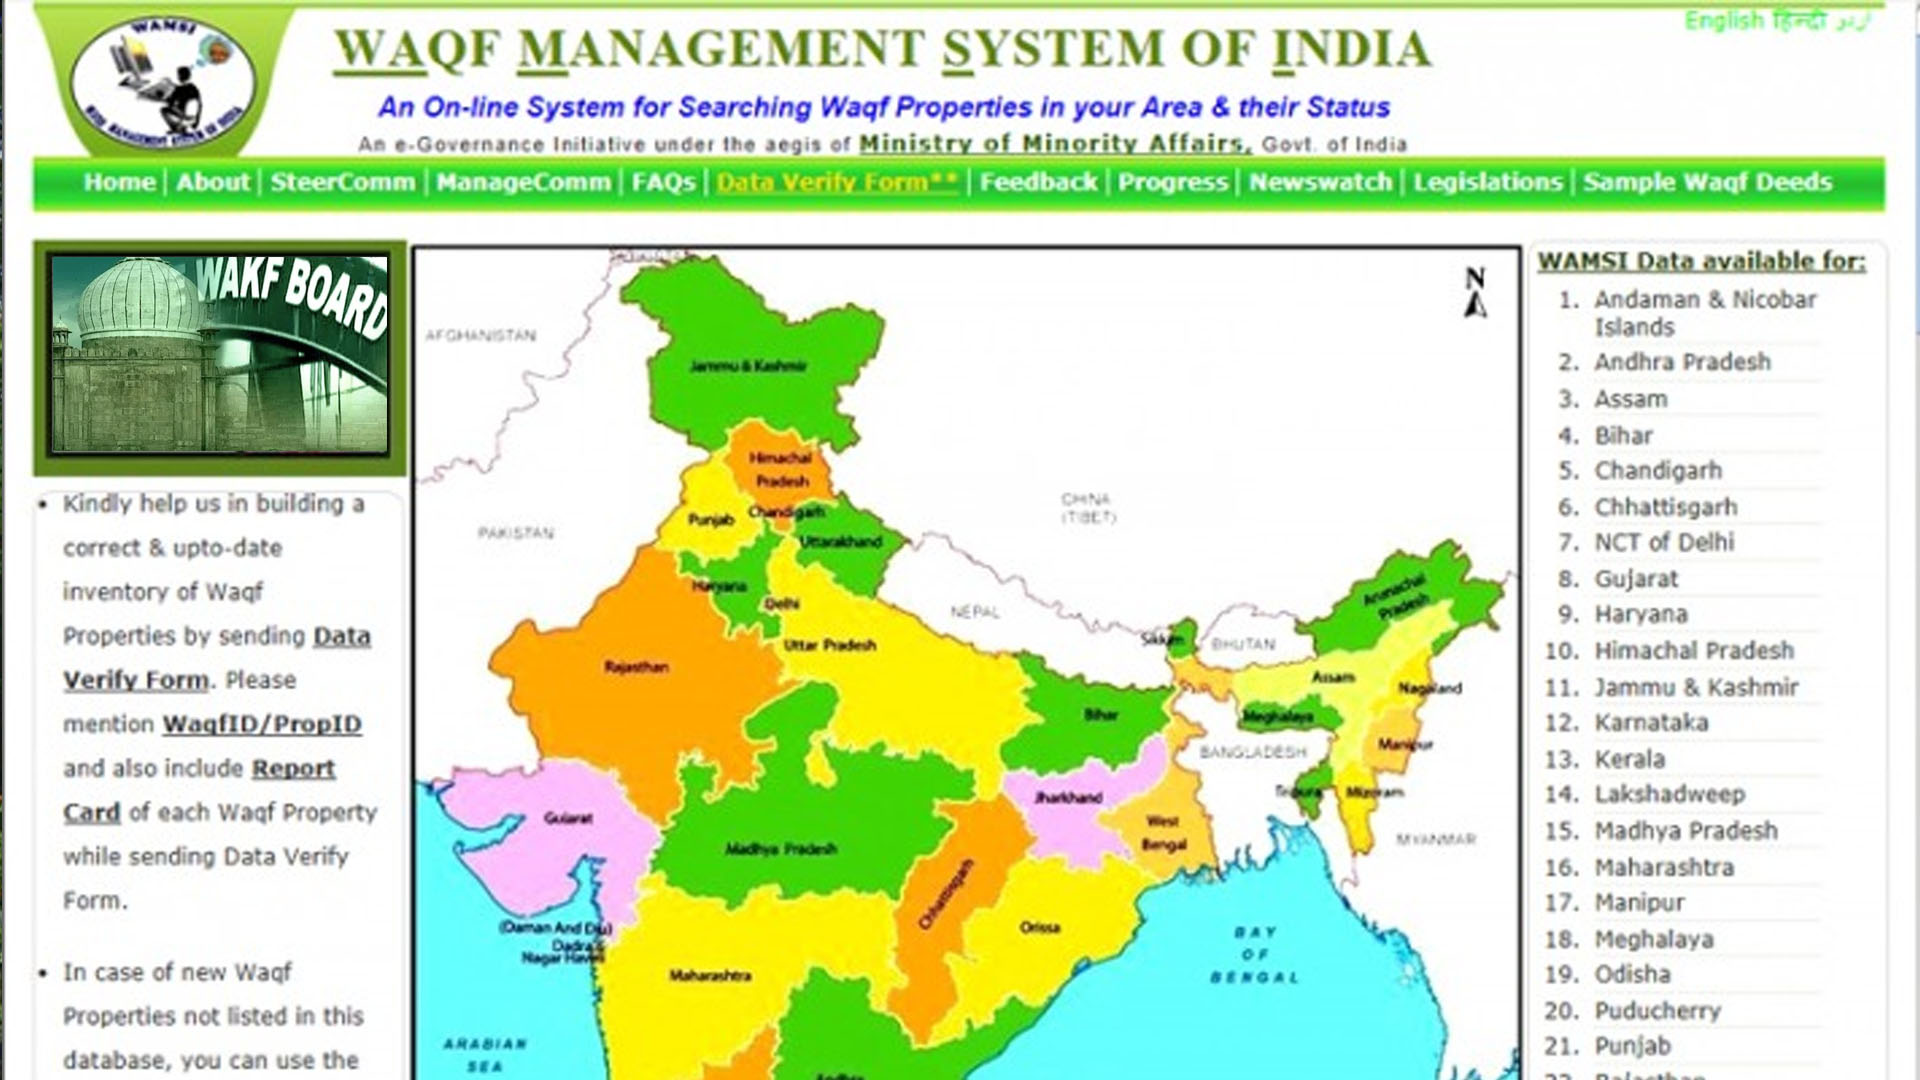 WAMSI
WAQF MANAGEMENT SYSTEM OF INDIA
WAQF MANAGEMENT SYSTEM OF INDIA
An On-line System for Searching Waqf Properties in your Area & their Status
An e-Governance Initiative under the aegis of Ministry of Minority Affairs, Govt. of India
English हिन्दी اردو
Home | About | SteerComm | ManageComm | FAQs | Data Verify Form** | Feedback | Progress | Newswatch | Legislations | Sample Waqf Deeds
WAKF BOARD
• Kindly help us in building a
correct & upto-date
inventory of Waqf
Properties by sending Data
Verify Form. Please
mention WaqfID/PropID
and also include Report
Card of each Waqf Property
while sending Data Verify
Form.
• In case of new Waqf
Properties not listed in this
database, you can use the
N
AFGHANISTAN
Jammu & Kashmir
Himachal
Pradesh
CHINA
(TIBET)
Punjab
Chandigarh
PAKISTAN
Uttarakhand
Haryana
Delhi
NEPAL
Arunachal
Pradesh
Sikkim
BHUTAN
Uttar Pradesh
Rajasthan
Assam
Nagaland
Bihar
Meghalaya
Manipur
BANGLADESH
Jharkhand
Tripura
Mizoram
Gujarat
West
Bengal
MYANMAR
Madhya Pradesh
Chhattisgarh
(Daman And Diu)
Dadra &
Nagar Haveli
Orissa
BAY
OF
BENGAL
Maharashtra
ARABIAN
SEA
Andhra
WAMSI Data available for:
1. Andaman & Nicobar
Islands
2. Andhra Pradesh
3. Assam
4. Bihar
5. Chandigarh
6. Chhattisgarh
7. NCT of Delhi
8. Gujarat
9. Haryana
10. Himachal Pradesh
11. Jammu & Kashmir
12. Karnataka
13. Kerala
14. Lakshadweep
15. Madhya Pradesh
16. Maharashtra
17. Manipur
18. Meghalaya
19. Odisha
20. Puducherry
21. Punjab
22. Rajasthan